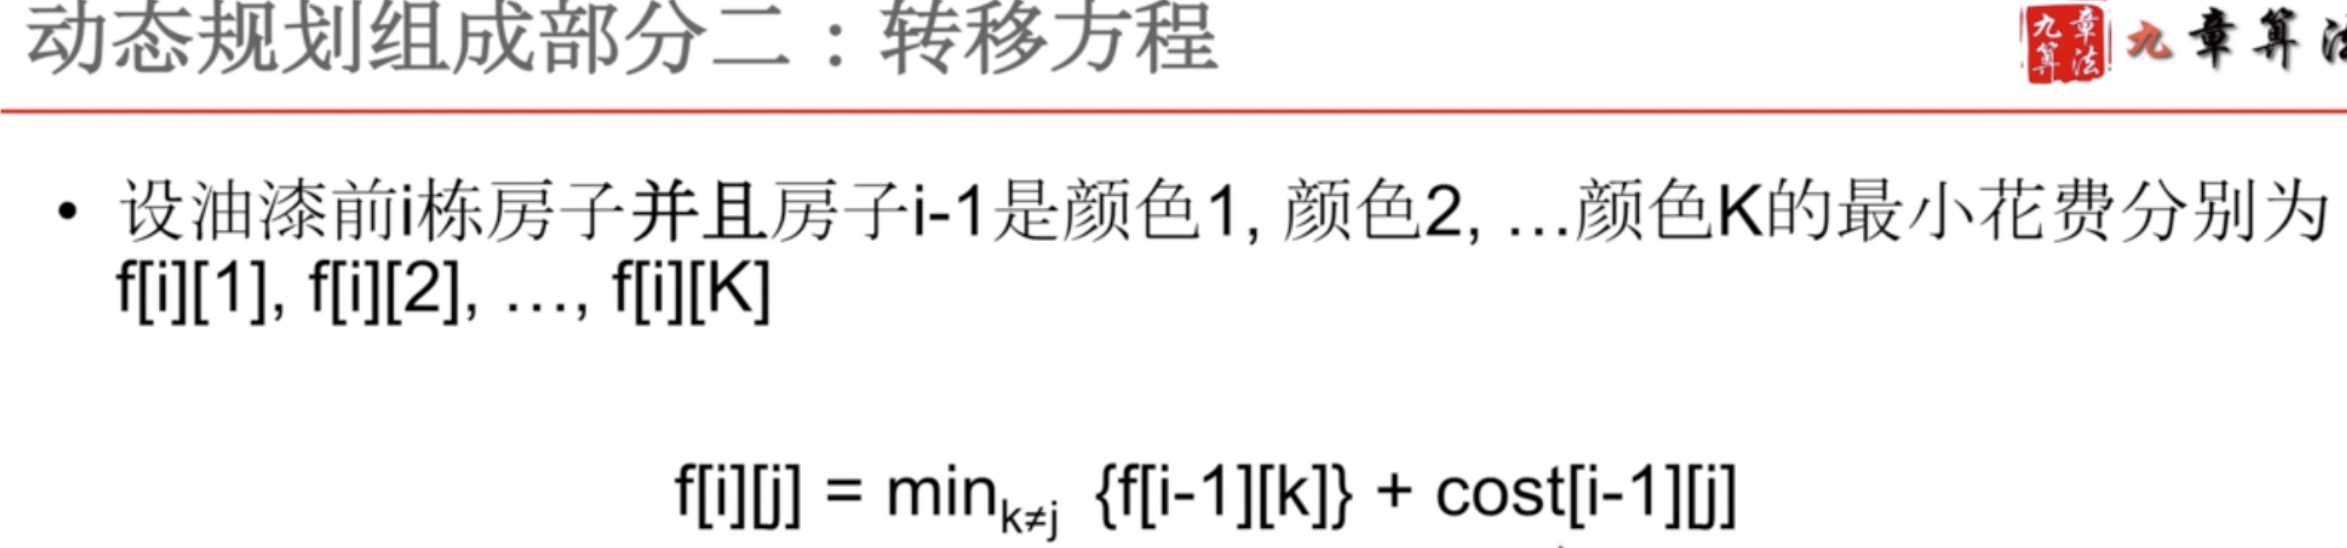 动态规划组成部分二：转移方程
九章算法
九章算法
• 设油漆前i栋房子并且房子i-1是颜色1, 颜色2, …颜色K的最小花费分别为
f[i][1], f[i][2], …, f[i][K]
f[i][j] = min_{k≠j} {f[i-1][k]} + cost[i-1][j]